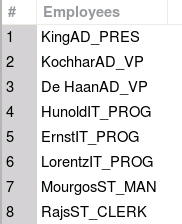 # Employees
1 KingAD_PRES
2 KochharAD_VP
3 De HaanAD_VP
4 HunoldIT_PROG
5 ErnstIT_PROG
6 LorentzIT_PROG
7 MourgosST_MAN
8 RajsST_CLERK